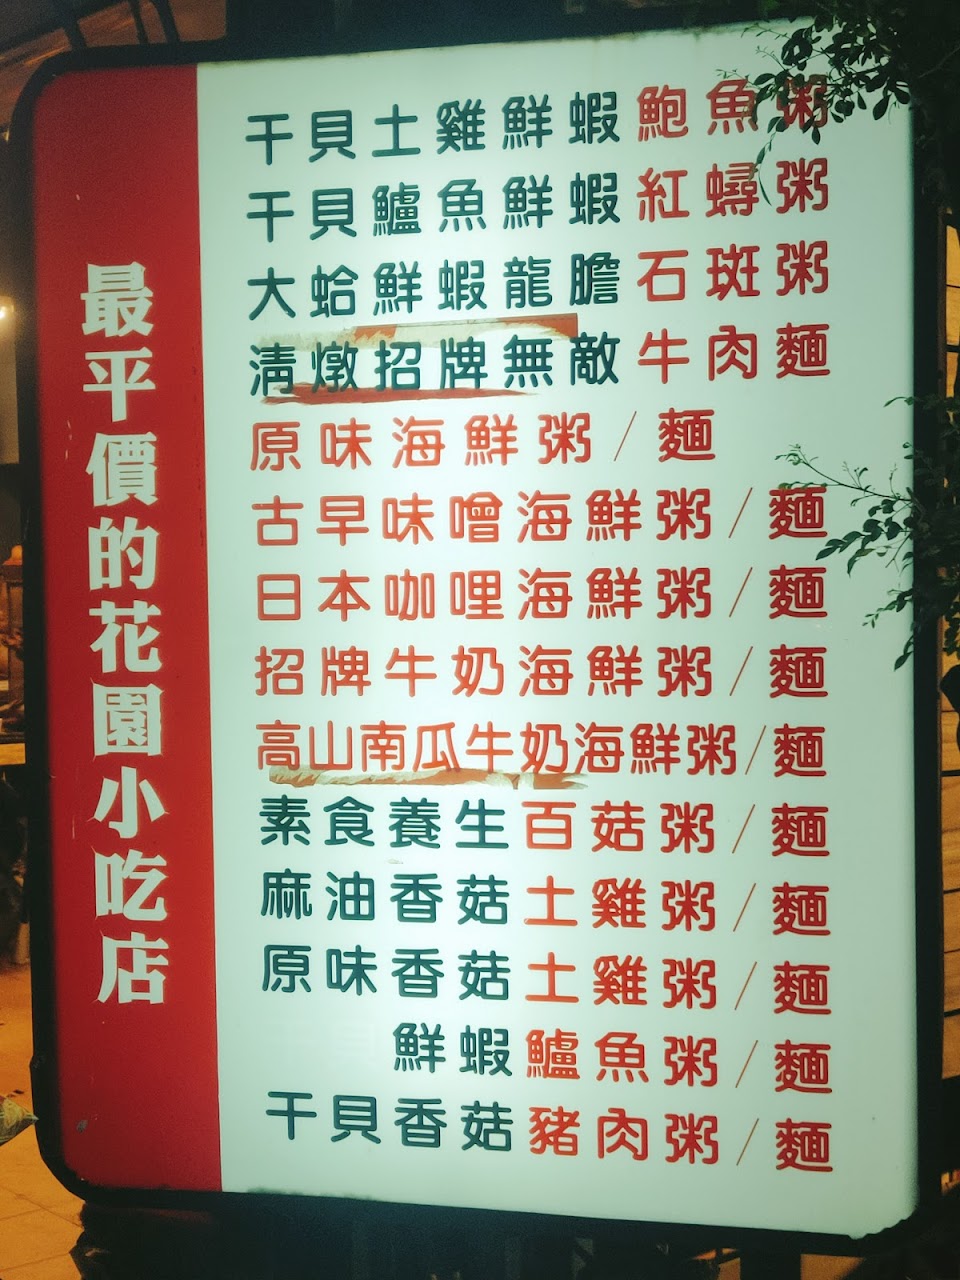 最平價的花園小吃店
干貝土雞鮮蝦鮑魚粥
干貝鱸魚鮮蝦紅蟳粥
大蛤鮮蝦龍膽石斑粥
清燉招牌無敵牛肉麵
原味海鮮粥/麵
古早味噌海鮮粥/麵
日本咖哩海鮮粥/麵
招牌牛奶海鮮粥/麵
高山南瓜牛奶海鮮粥/麵
素食養生百菇粥/麵
麻油香菇土雞粥/麵
原味香菇土雞粥/麵
鮮蝦鱸魚粥/麵
干貝香菇豬肉粥/麵